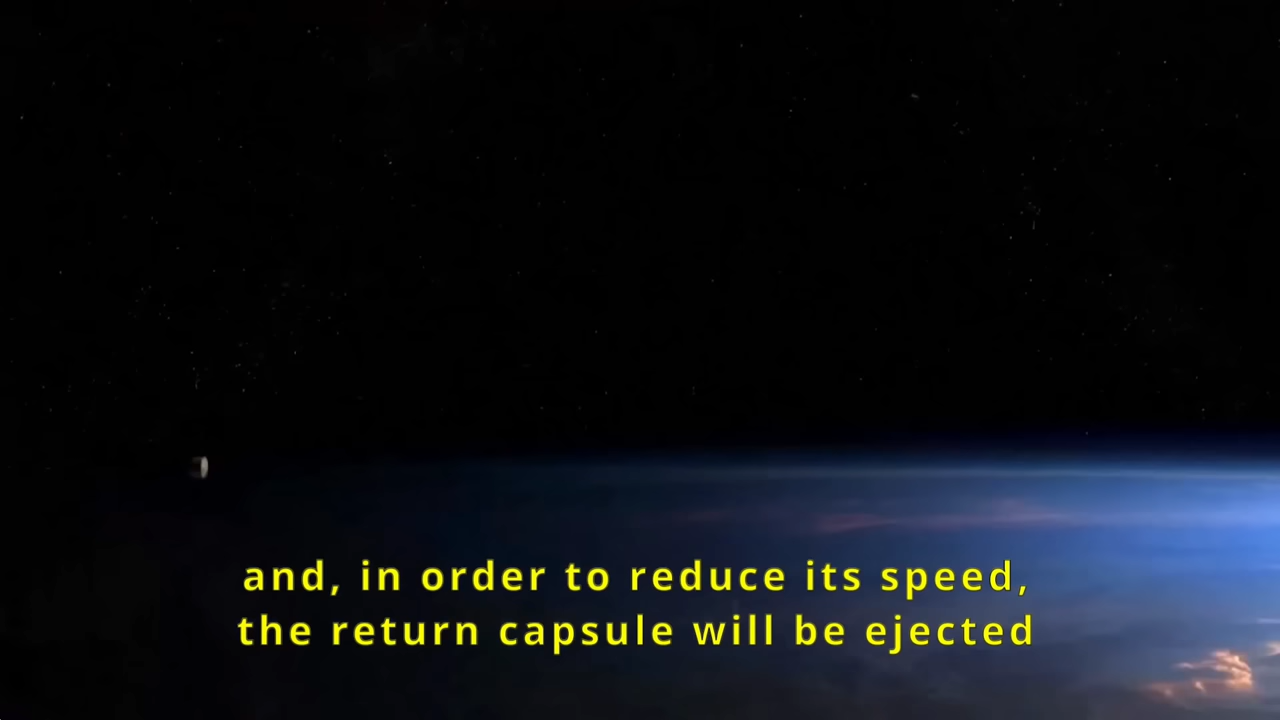 and, in order to reduce its speed,
the return capsule will be ejected